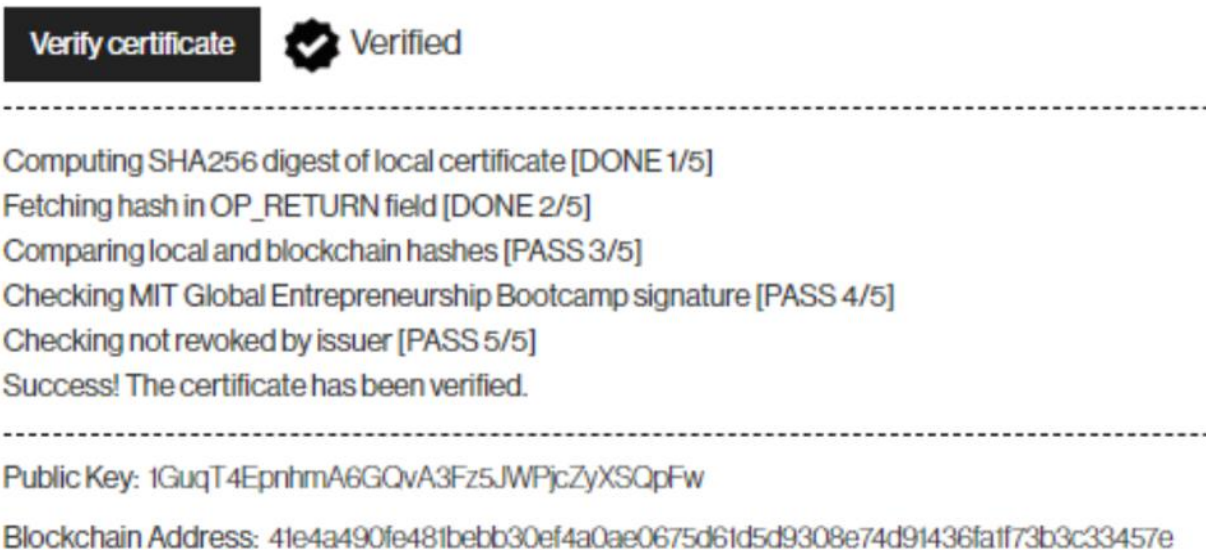 Verify certificate Verified
Computing SHA256 digest of local certificate [DONE 1/5]
Fetching hash in OP_RETURN field [DONE 2/5]
Comparing local and blockchain hashes [PASS 3/5]
Checking MIT Global Entrepreneurship Bootcamp signature [PASS 4/5]
Checking not revoked by issuer [PASS 5/5]
Success! The certificate has been verified.
Public Key: 1GuqT4EpnhmA6GQvA3Fz5JWPjcZyXSQpFw
Blockchain Address: 41e4a490fe481bebb30ef4a0ae0675d61d5d9308e74d91436fa1f73b3c33457e